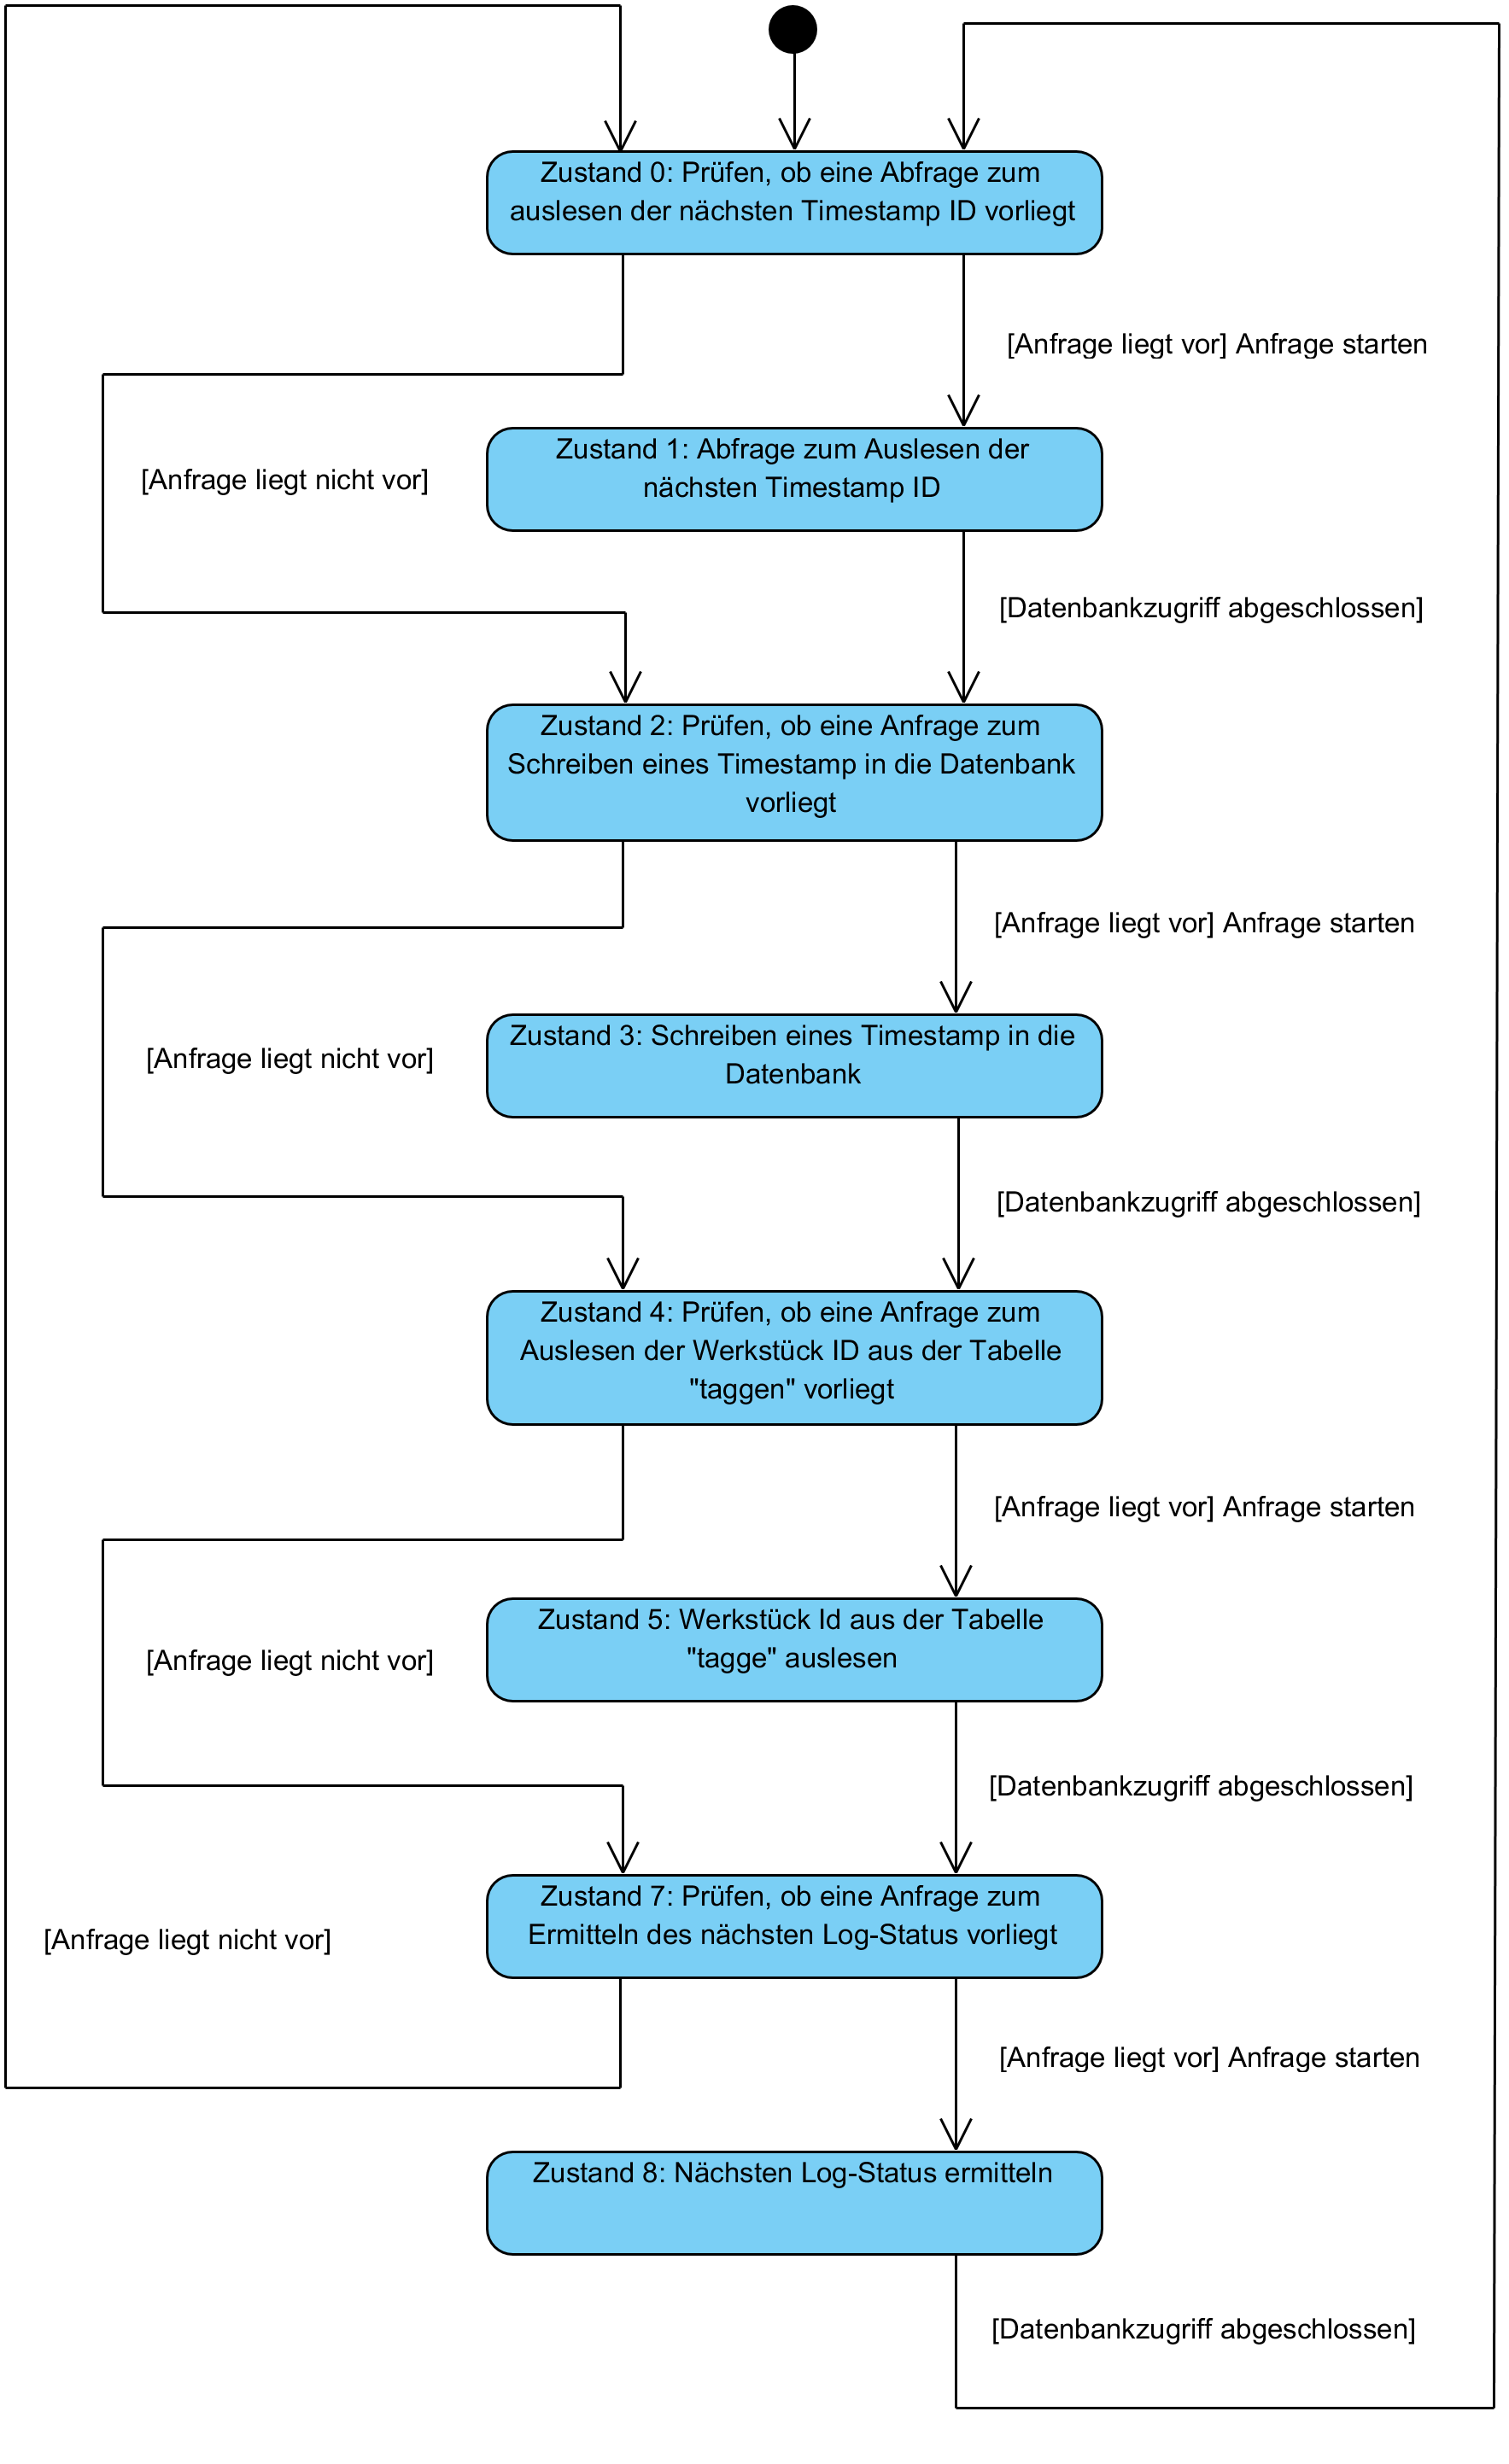 Zustand 0: Prüfen, ob eine Abfrage zum
auslesen der nächsten Timestamp ID vorliegt
[Anfrage liegt vor] Anfrage starten
Zustand 1: Abfrage zum Auslesen der
nächsten Timestamp ID
[Anfrage liegt nicht vor]
[Datenbankzugriff abgeschlossen]
Zustand 2: Prüfen, ob eine Anfrage zum
Schreiben eines Timestamp in die Datenbank
vorliegt
[Anfrage liegt vor] Anfrage starten
Zustand 3: Schreiben eines Timestamp in die
Datenbank
[Anfrage liegt nicht vor]
[Datenbankzugriff abgeschlossen]
Zustand 4: Prüfen, ob eine Anfrage zum
Auslesen der Werkstück ID aus der Tabelle
"taggen" vorliegt
[Anfrage liegt vor] Anfrage starten
Zustand 5: Werkstück Id aus der Tabelle
"tagge" auslesen
[Anfrage liegt nicht vor]
[Datenbankzugriff abgeschlossen]
Zustand 7: Prüfen, ob eine Anfrage zum
Ermitteln des nächsten Log-Status vorliegt
[Anfrage liegt nicht vor]
[Anfrage liegt vor] Anfrage starten
Zustand 8: Nächsten Log-Status ermitteln
[Datenbankzugriff abgeschlossen]